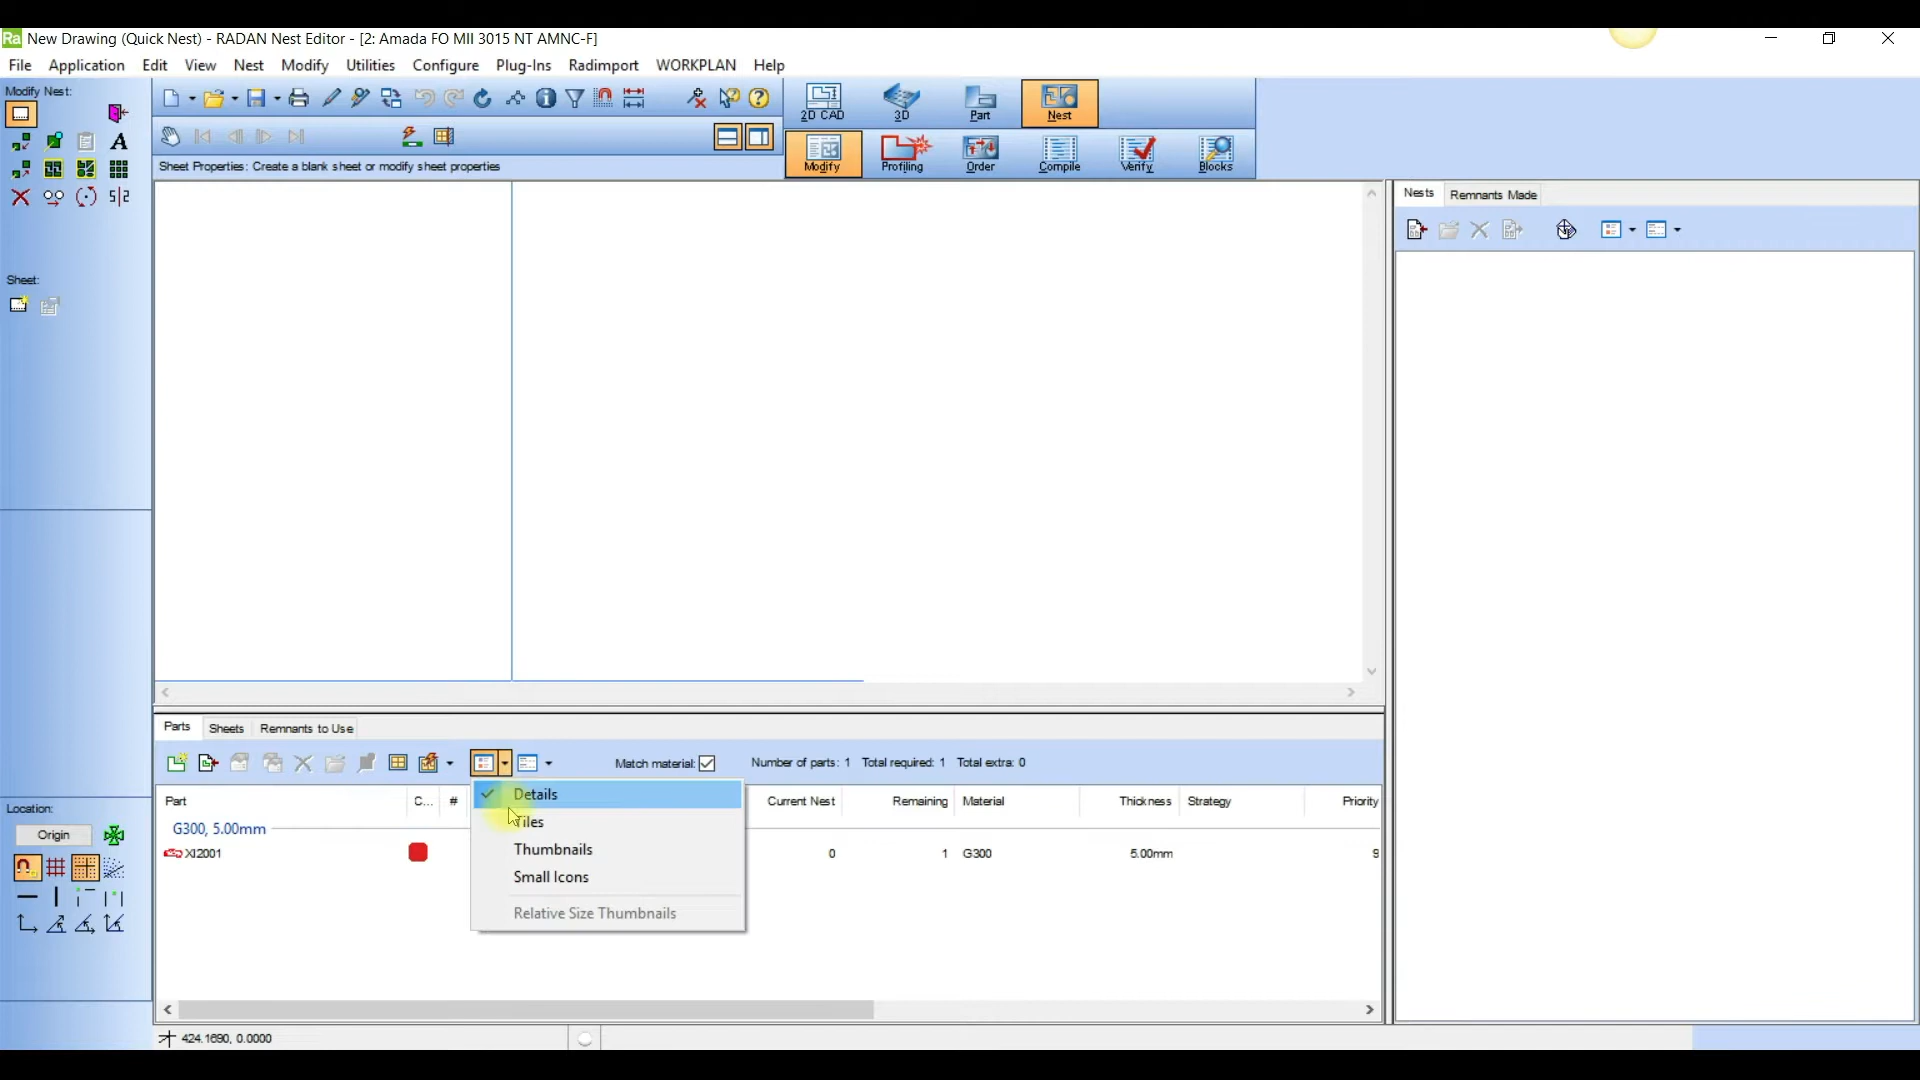 Ra New Drawing (Quick Nest) - RADAN Nest Editor - [2: Amada FO MII 3015 NT AMNC-F]
File Application Edit View Nest Modify Utilities Configure Plug-Ins Radimport WORKPLAN Help
Modify Nest:
2D CAD 3D Part Nest
Sheet Properties: Create a blank sheet or modify sheet properties
Modify Profiling Order Compile Verify Blocks
Nests Remnants Made
Sheet:
Parts Sheets Remnants to Use
Match material: Number of parts: 1 Total required: 1 Total extra: 0
Part C... # Current Nest Remaining Material Thickness Strategy Priority
G300, 5.00mm
XI2001 0 1 G300 5.00mm 9
Details
Tiles
Thumbnails
Small Icons
Relative Size Thumbnails
Location:
Origin
424.1690, 0.0000